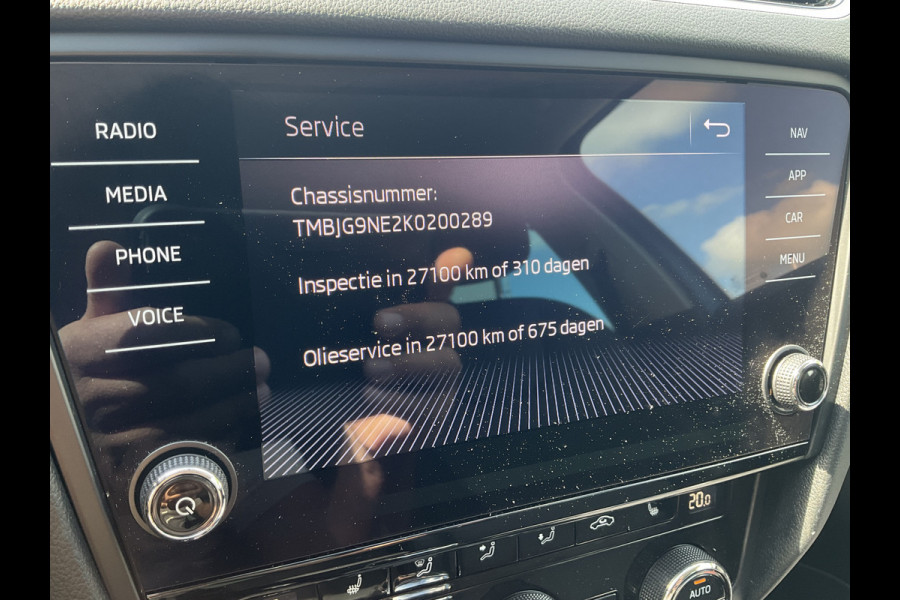 RADIO
MEDIA
PHONE
VOICE
Service
Chassisnummer:
TMBJG9NE2K0200289
Inspectie in 27100 km of 310 dagen
Olieservice in 27100 km of 675 dagen
NAV
APP
CAR
MENU
20.0
AUTO